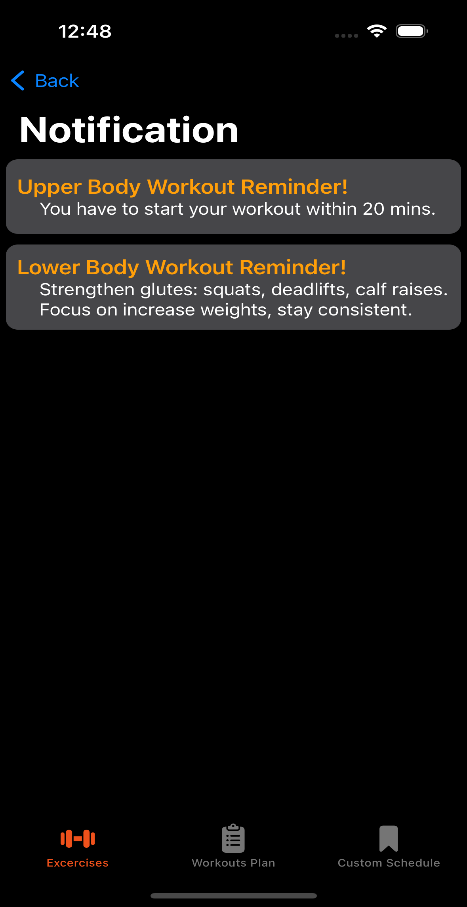 12:48
Back
Notification
Upper Body Workout Reminder!
You have to start your workout within 20 mins.
Lower Body Workout Reminder!
Strengthen glutes: squats, deadlifts, calf raises.
Focus on increase weights, stay consistent.
Excercises
Workouts Plan
Custom Schedule